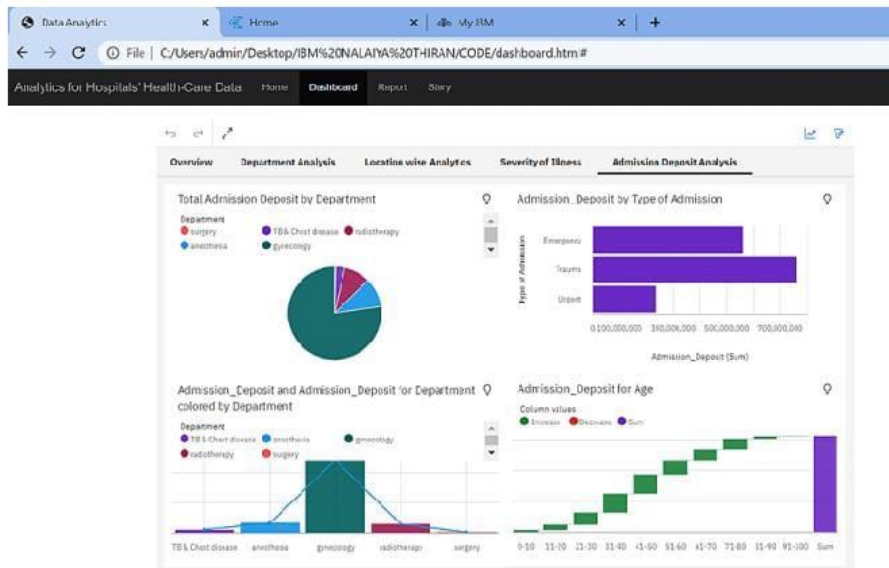 Data Analytics × Home × My IBM × +
File | C:/Users/admin/Desktop/IBM%20NALAIYA%20THIRAN/CODE/dashboard.html#
Analytics for Hospitals' Health-Care Data Home Dashboard Report Story
Overview Department Analysis Location wise Analytics Severity of Illness Admission Deposit Analysis
Total Admission Deposit by Department
Department
surgery TB & Chest disease radiotherapy
anesthesia gynecology
Admission_Deposit by Type of Admission
Type of Admission
Emergency
Trauma
Urgent
0 100,000,000 300,000,000 500,000,000 700,000,000
Admission_Deposit (Sum)
Admission_Deposit and Admission_Deposit for Department
colored by Department
Department
TB & Chest disease anesthesia gynecology
radiotherapy surgery
TB & Chest disease anesthesia gynecology radiotherapy surgery
Admission_Deposit for Age
Column values
Increase Decrease Sum
0-10 11-20 21-30 31-40 41-50 51-60 61-70 71-80 81-90 91-100 Sum